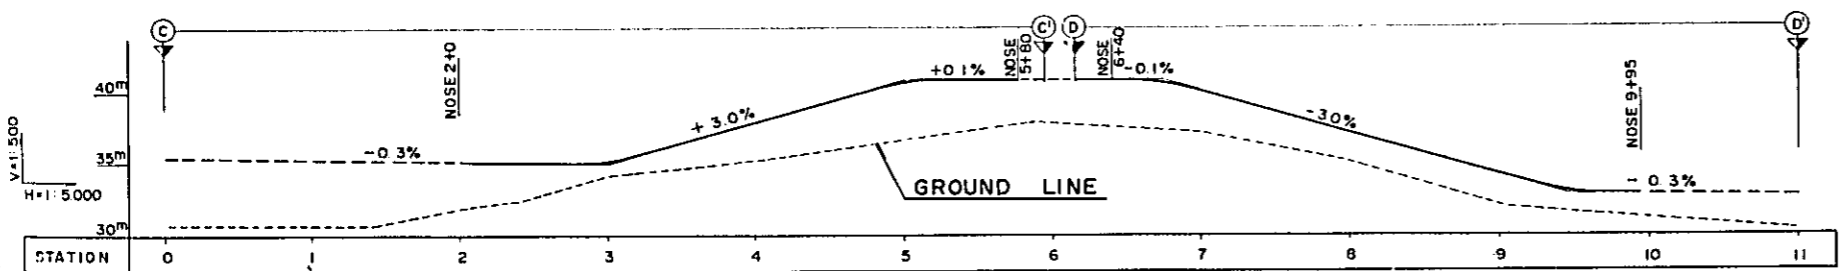 C C' D D'
NOSE 2+0
NOSE
5+80
NOSE
6+40
NOSE 9+95
+0.1% -0.1%
40m
+ 3.0% -3.0%
V=1:500
35m
-0.3% - 0.3%
H=1:5000
GROUND LINE
30m
STATION 0 1 2 3 4 5 6 7 8 9 10 11